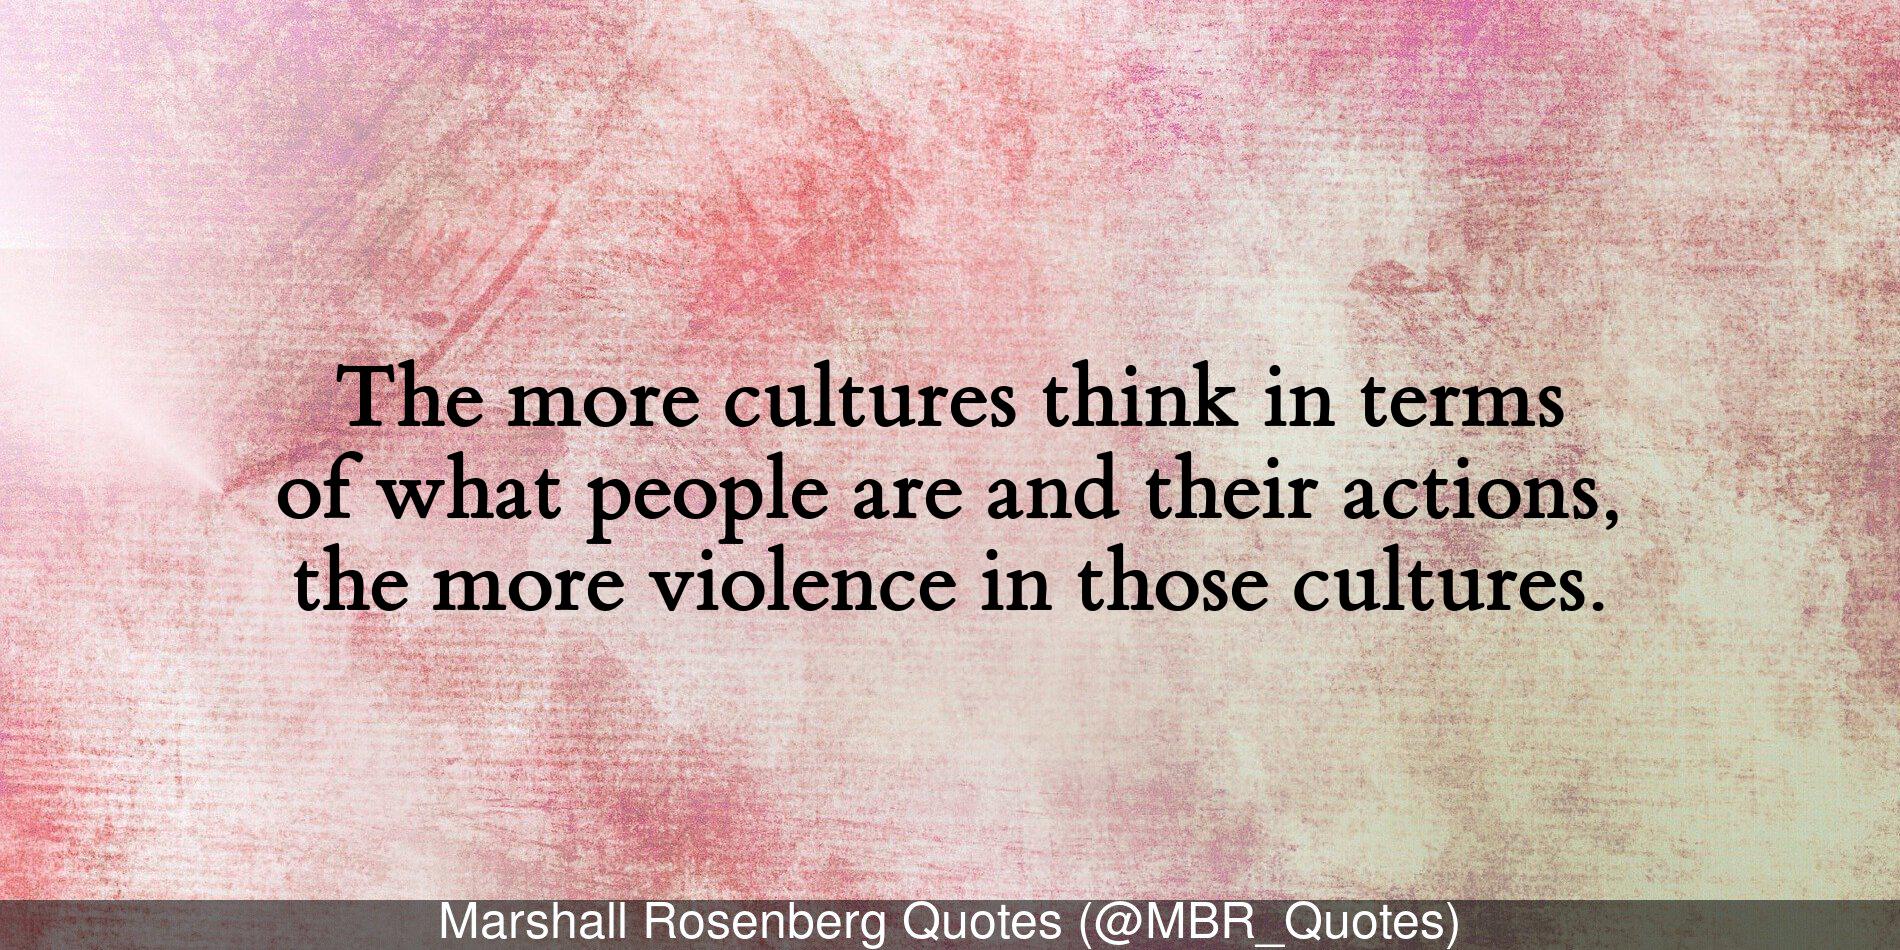 The more cultures think in terms
of what people are and their actions,
the more violence in those cultures.
Marshall Rosenberg Quotes (@MBR_Quotes)